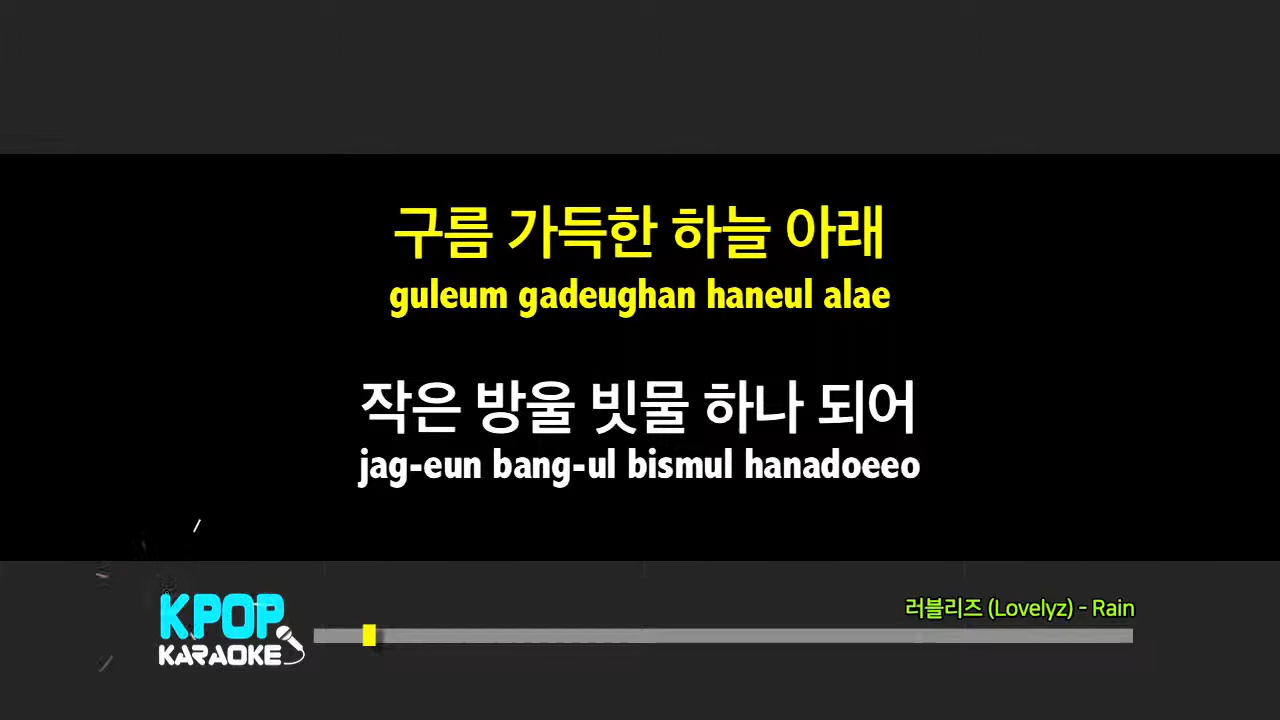 구름 가득한 하늘 아래
guleum gadeughan haneul alae
작은 방울 빗물 하나 되어
jag-eun bang-ul bismul hanadoeeo
러블리즈 (Lovelyz) - Rain
KPOP
KARAOKE